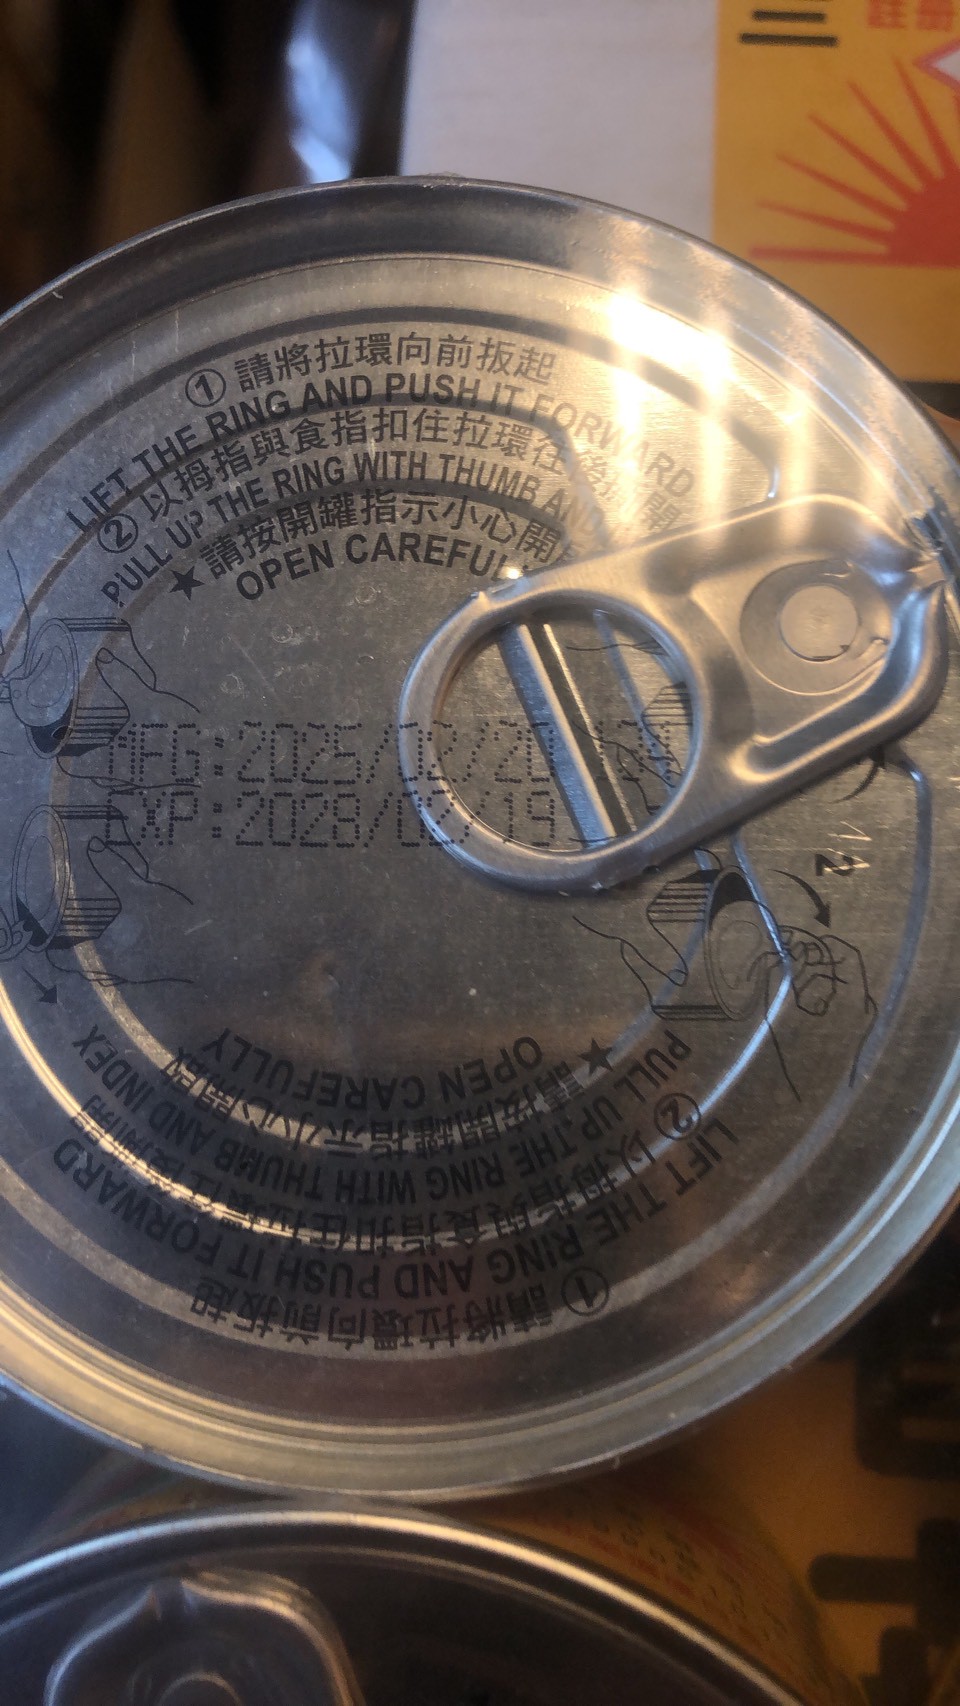 三
① 請將拉環向前扳起
LIFT THE RING AND PUSH IT FORWARD
② 以拇指與食指扣住拉環在後 開
PULL UP THE RING WITH THUMB AND
★請按開罐指示小心開
OPEN CAREFUL
MFG:2025/02/20
EXP:2028/02/19
1
2
OPEN CAREFULLY
★請按開罐指示小心開啟
PULL UP THE RING WITH THUMB AND INDEX
② 以拇指與食指扣住拉環
LIFT THE RING AND PUSH IT FORWARD
① 請將拉環向前扳起